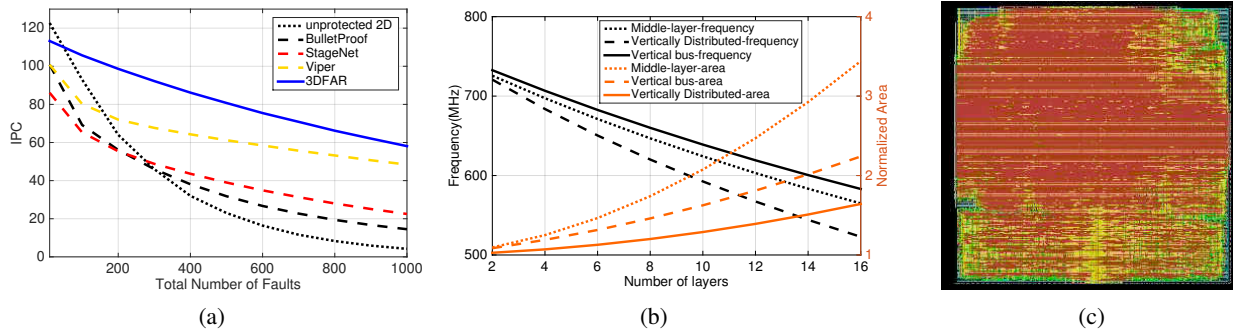 IPC
120
100
80
60
40
20
0
200
400
600
800
1000
Total Number of Faults
unprotected 2D
BulletProof
StageNet
Viper
3DFAR
(a)
Frequency(MHz)
800
700
600
500
2
4
6
8
10
12
14
16
Number of layers
Middle-layer-frequency
Vertically Distributed-frequency
Vertical bus-frequency
Middle-layer-area
Vertical bus-area
Vertically Distributed-area
4
3
2
1
Normalized Area
(b)
(c)